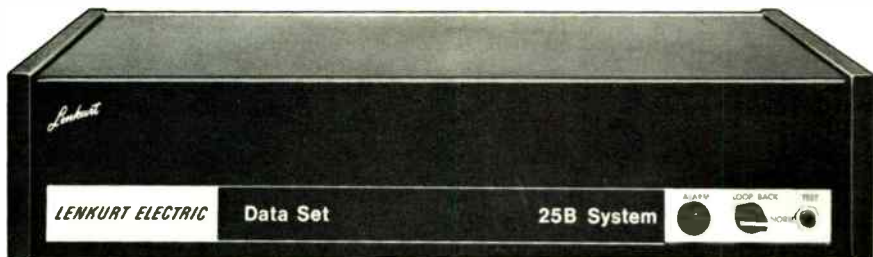 Lenkurt
LENKURT ELECTRIC Data Set 25B System
ALARM LOOP BACK TEST
NORM